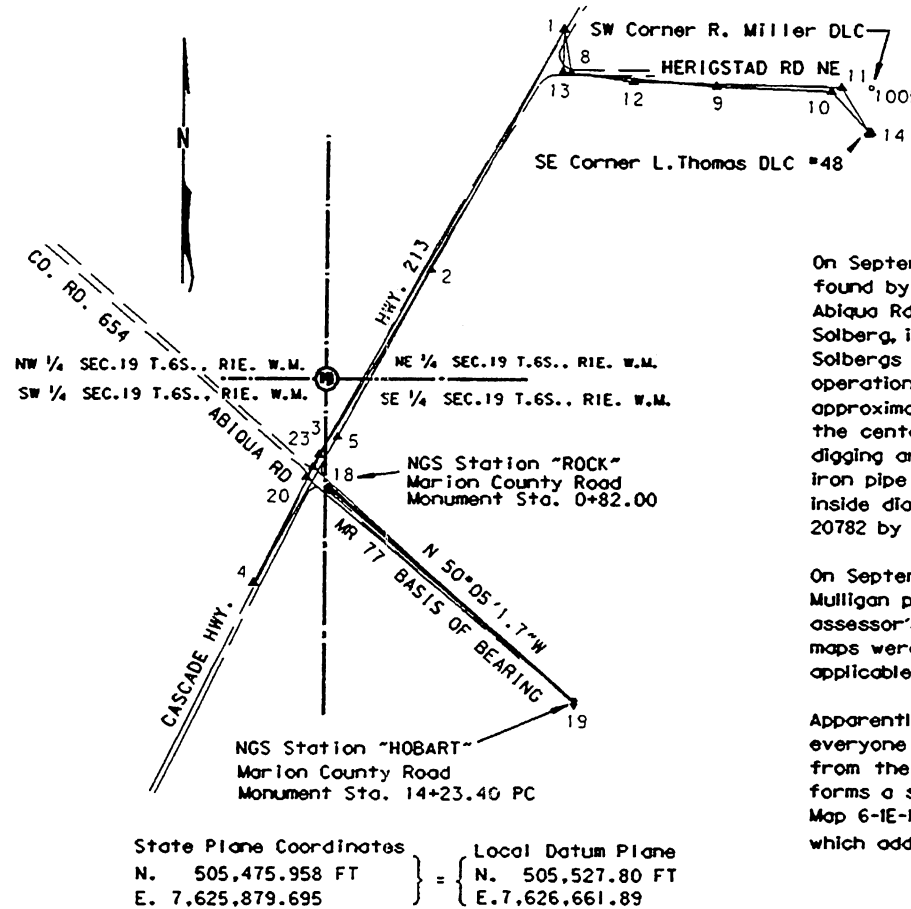 1
SW Corner R. Miller DLC
8
HERIGSTAD RD NE
11
100
13
12
9
10
14
SE Corner L.Thomas DLC #48
N
2
HWY. 213
CO. RD. 654
NW 1/4 SEC.19 T.6S., R1E. W.M.
NE 1/4 SEC.19 T.6S., R1E. W.M.
SW 1/4 SEC.19 T.6S., R1E. W.M.
SE 1/4 SEC.19 T.6S., R1E. W.M.
19
ABIQUA RD
23
3
5
18
20
NGS Station "ROCK"
Marion County Road
Monument Sta. 0+82.00
4
MR 77 BASIS OF BEARING
N 50°05'1.7"W
CASCADE HWY.
19
NGS Station "HOBART"
Marion County Road
Monument Sta. 14+23.40 PC
State Plane Coordinates
N. 505,475.958 FT
E. 7,625,879.695
=
Local Datum Plane
N. 505,527.80 FT
E.7,626,661.89
On Septem
found by
Abiqua Rd
Solberg, i
Solbergs
operation
approxima
the cente
digging an
iron pipe
inside dia
20782 by
On Septem
Mulligan p
assessor'
maps were
applicable
Apparentl
everyone
from the
forms a s
Map 6-1E-1
which add